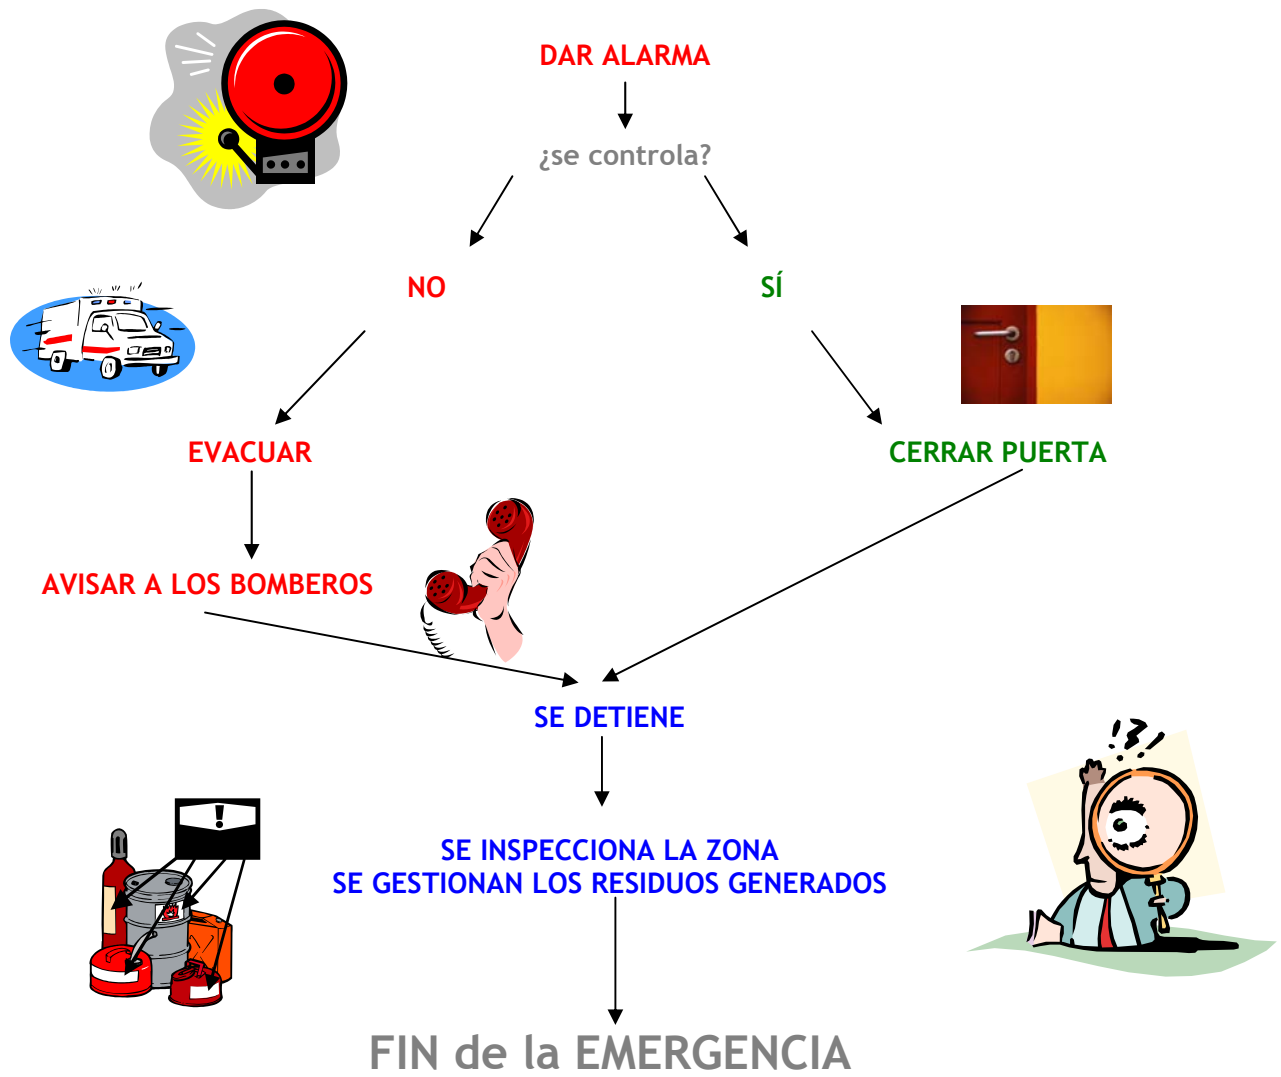 DAR ALARMA
¿se controla?
NO
SÍ
EVACUAR
CERRAR PUERTA
AVISAR A LOS BOMBEROS
SE DETIENE
SE INSPECCIONA LA ZONA
SE GESTIONAN LOS RESIDUOS GENERADOS
FIN de la EMERGENCIA